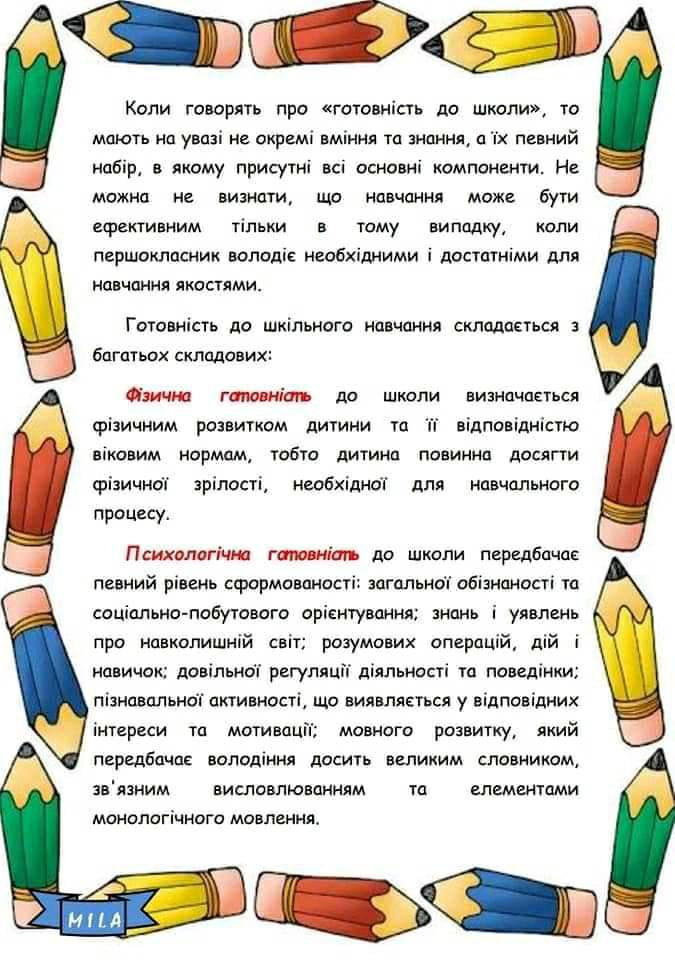 Коли говорять про «готовність до школи», то
мають на увазі не окремі вміння та знання, а їх певний
набір, в якому присутні всі основні компоненти. Не
можна не визнати, що навчання може бути
ефективним тільки в тому випадку, коли
першокласник володіє необхідними і достатніми для
навчання якостями.
Готовність до шкільного навчання складається з
багатьох складових:
Фізична готовність до школи визначається
фізичним розвитком дитини та її відповідністю
віковим нормам, тобто дитина повинна досягти
фізичної зрілості, необхідної для навчального
процесу.
Психологічна готовність до школи передбачає
певний рівень сформованості: загальної обізнаності та
соціально-побутового орієнтування; знань і уявлень
про навколишній світ; розумових операцій, дій і
навичок; довільної регуляції діяльності та поведінки;
пізнавальної активності, що виявляється у відповідних
інтереси та мотивації; мовного розвитку, який
передбачає володіння досить великим словником,
зв'язним висловлюванням та елементами
монологічного мовлення.
MILA